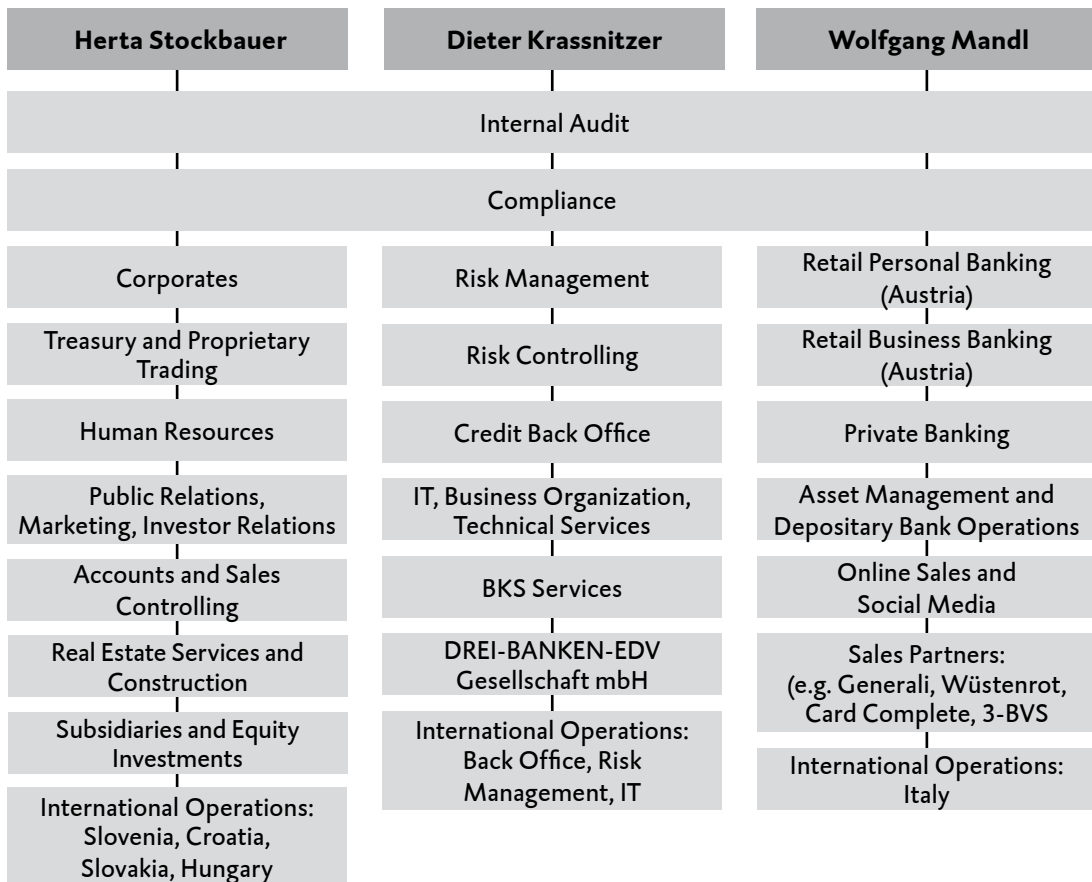 Herta Stockbauer
Dieter Krassnitzer
Wolfgang Mandl
Internal Audit
Compliance
Corporates
Treasury and Proprietary
Trading
Human Resources
Public Relations,
Marketing, Investor Relations
Accounts and Sales
Controlling
Real Estate Services and
Construction
Subsidiaries and Equity
Investments
International Operations:
Slovenia, Croatia,
Slovakia, Hungary
Risk Management
Risk Controlling
Credit Back Office
IT, Business Organization,
Technical Services
BKS Services
DREI-BANKEN-EDV
Gesellschaft mbH
International Operations:
Back Office, Risk
Management, IT
Retail Personal Banking
(Austria)
Retail Business Banking
(Austria)
Private Banking
Asset Management and
Depositary Bank Operations
Online Sales and
Social Media
Sales Partners:
(e.g. Generali, Wüstenrot,
Card Complete, 3-BVS
International Operations:
Italy